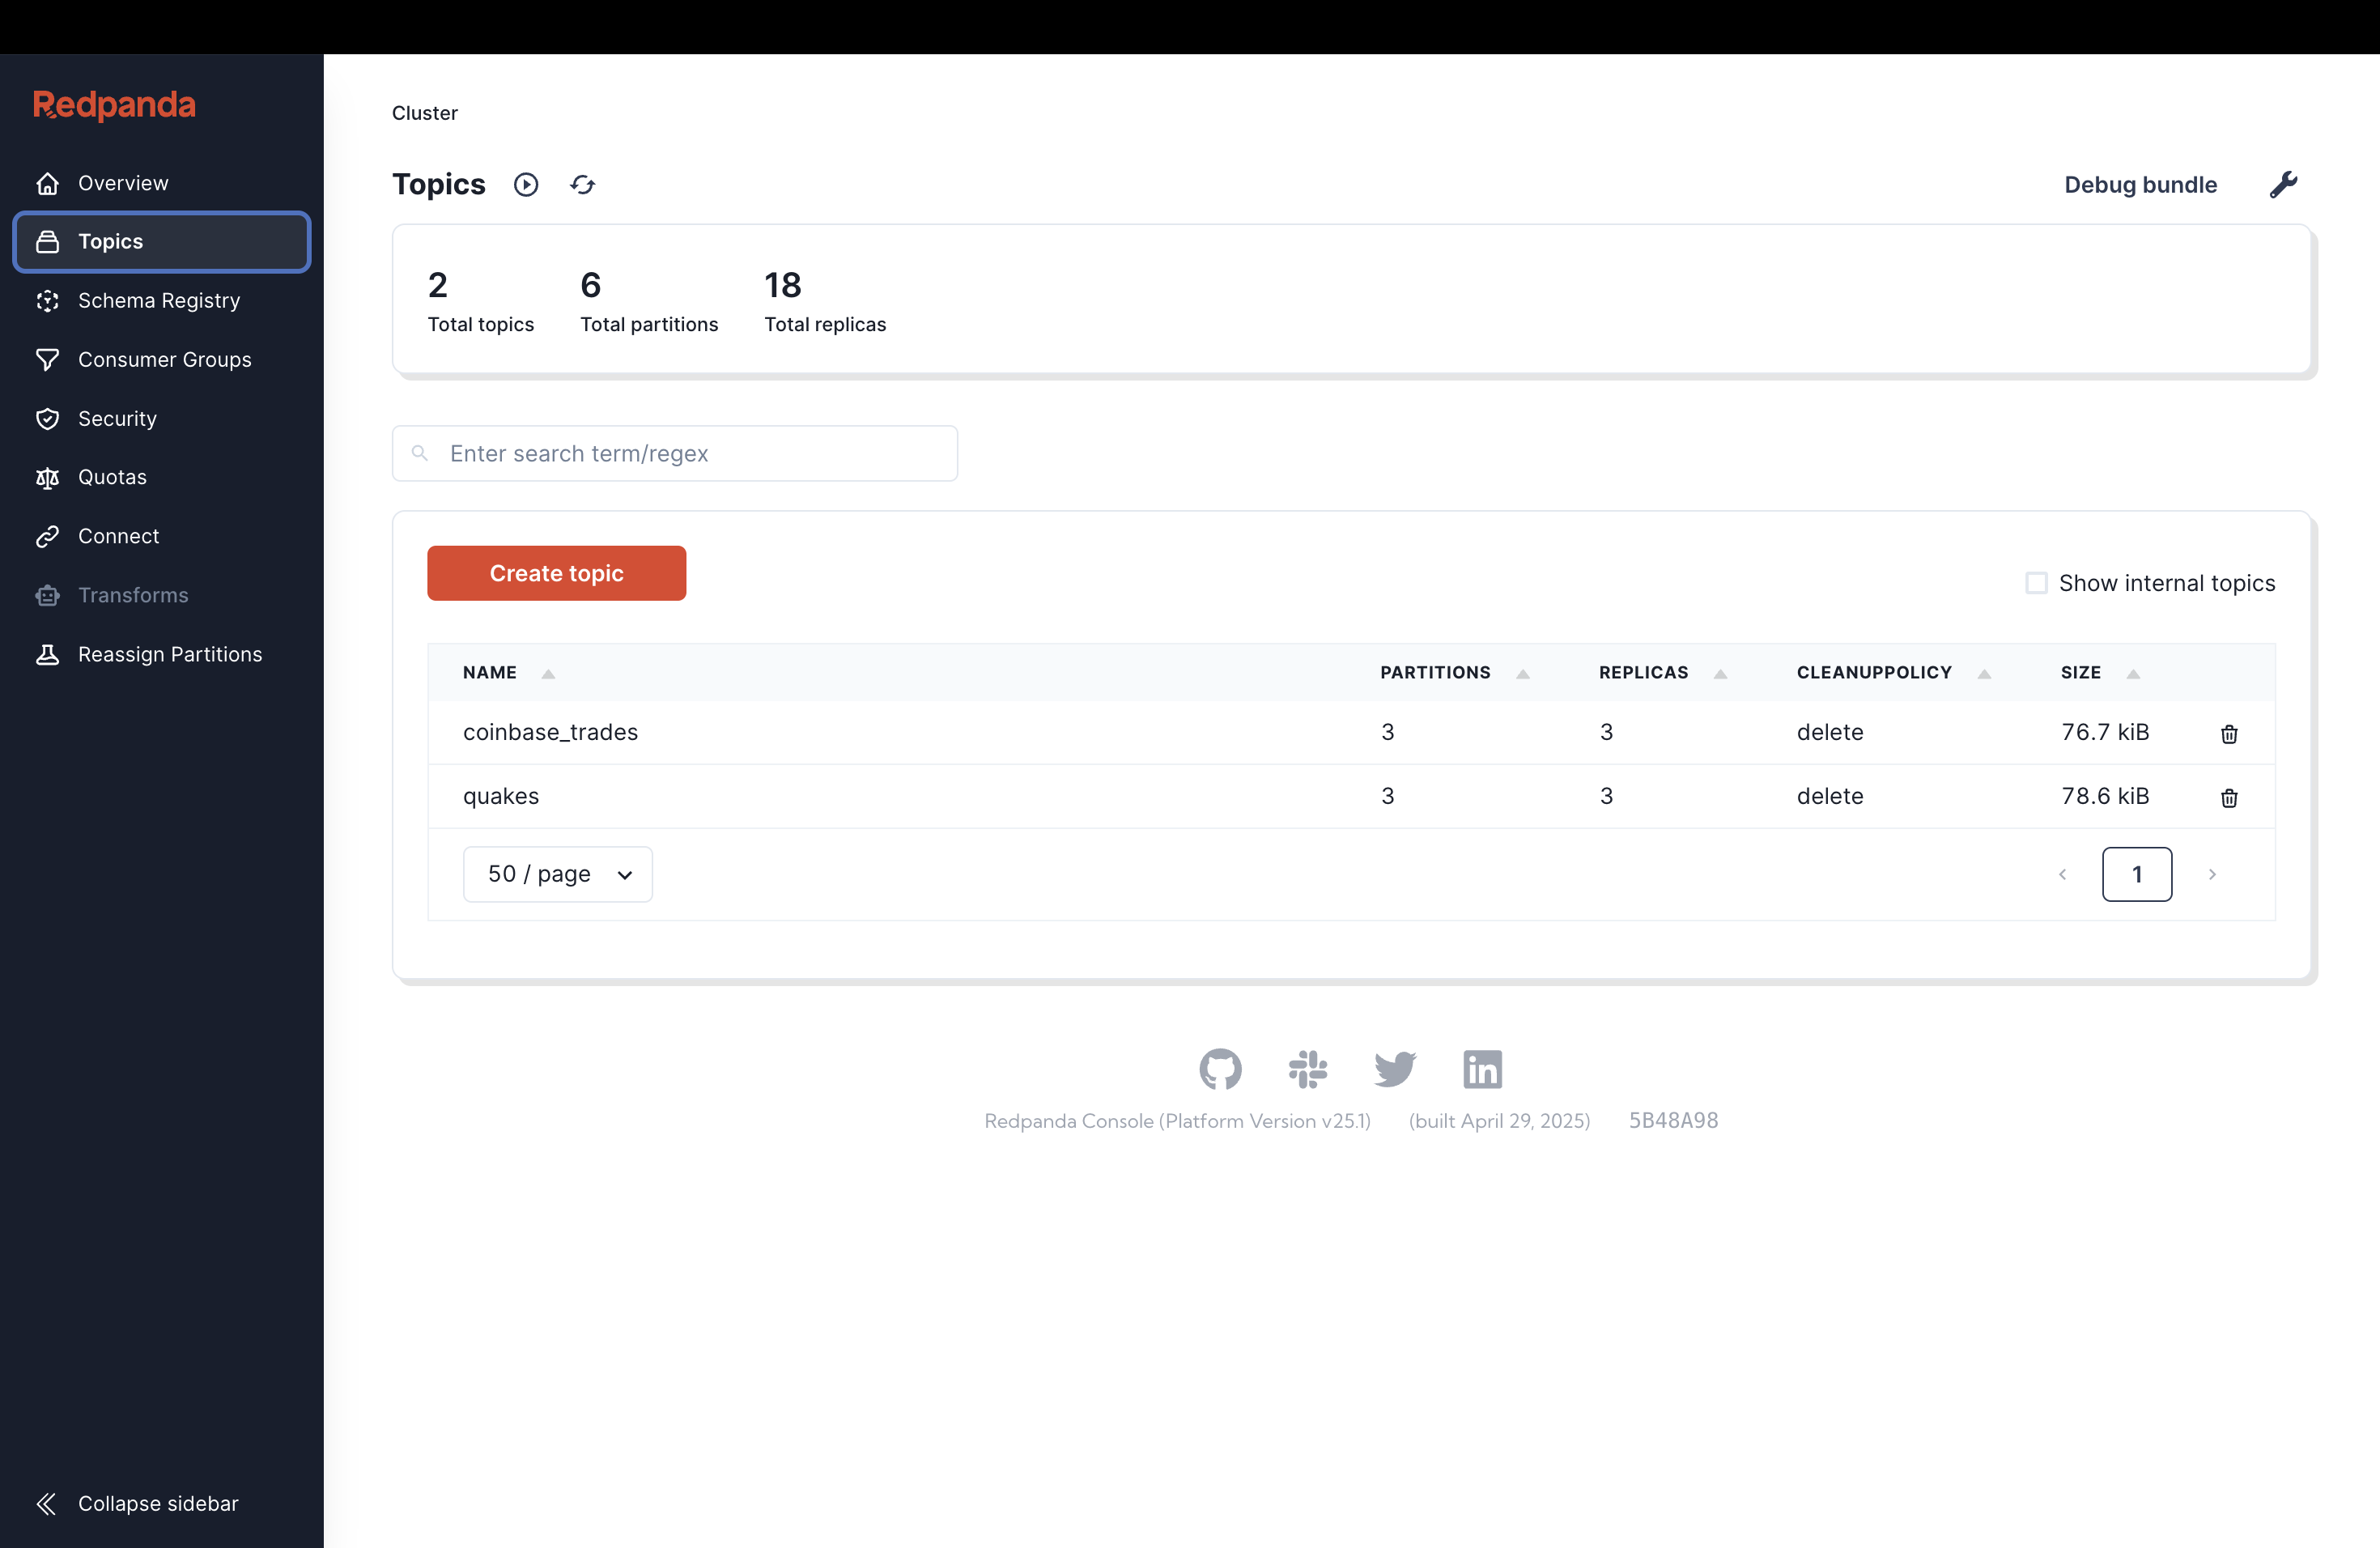 Redpanda
Overview
Topics
Schema Registry
Consumer Groups
Security
Quotas
Connect
Transforms
Reassign Partitions
Collapse sidebar
Cluster
Topics
Debug bundle
2 6 18
Total topics Total partitions Total replicas
Enter search term/regex
Create topic
Show internal topics
NAME PARTITIONS REPLICAS CLEANUPPOLICY SIZE
coinbase_trades 3 3 delete 76.7 kiB
quakes 3 3 delete 78.6 kiB
50 / page
1
in
Redpanda Console (Platform Version v25.1) (built April 29, 2025) 5B48A98